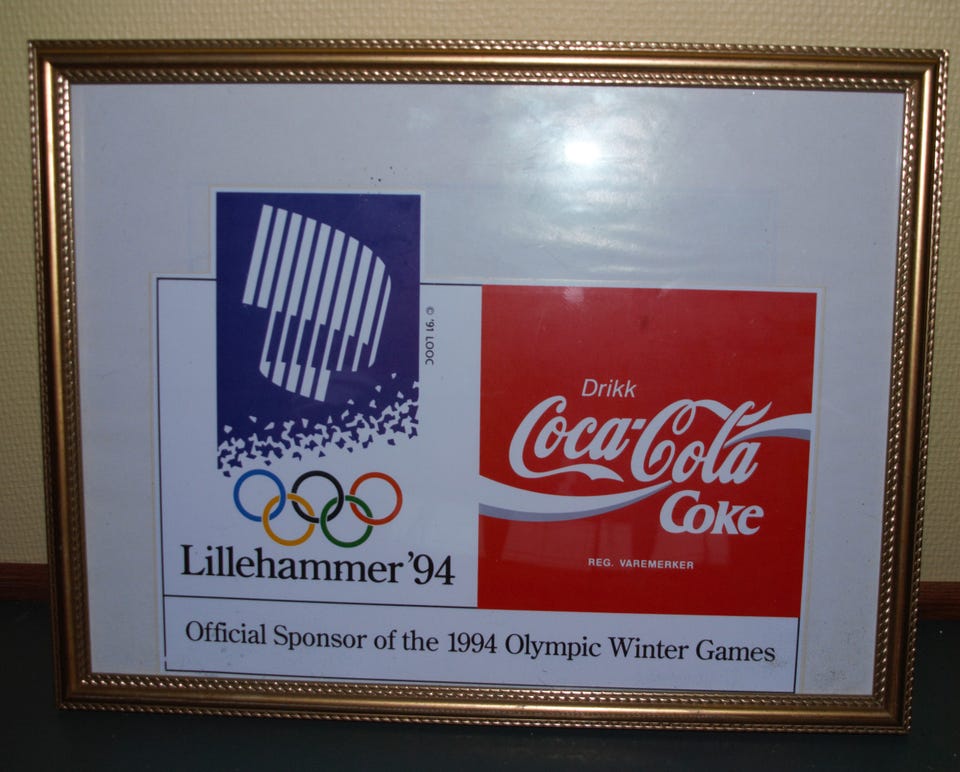 © '91 LOOC
Lillehammer '94
Drikk
Coca-Cola
Coke
REG. VAREMERKER
Official Sponsor of the 1994 Olympic Winter Games